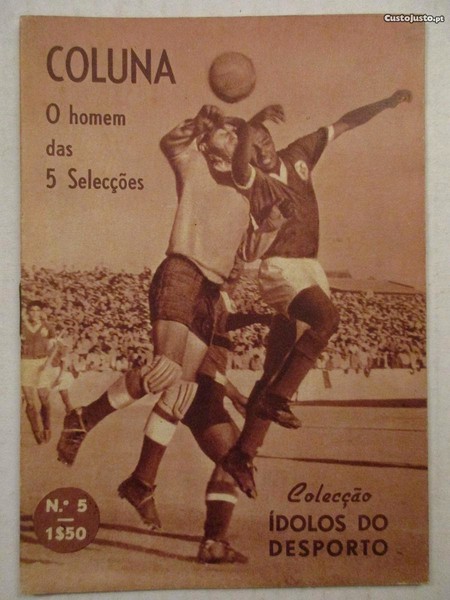 CustoJusto.pt
COLUNA
O homem
das
5 Selecções
N.º 5
1$50
Colecção
ÍDOLOS DO
DESPORTO